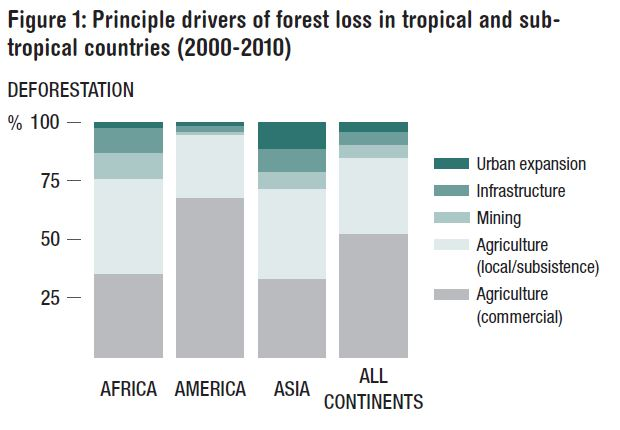 Figure 1: Principle drivers of forest loss in tropical and sub-
tropical countries (2000-2010)
DEFORESTATION
% 100
75
50
25
Urban expansion
Infrastructure
Mining
Agriculture
(local/subsistence)
Agriculture
(commercial)
AFRICA AMERICA ASIA ALL
CONTINENTS